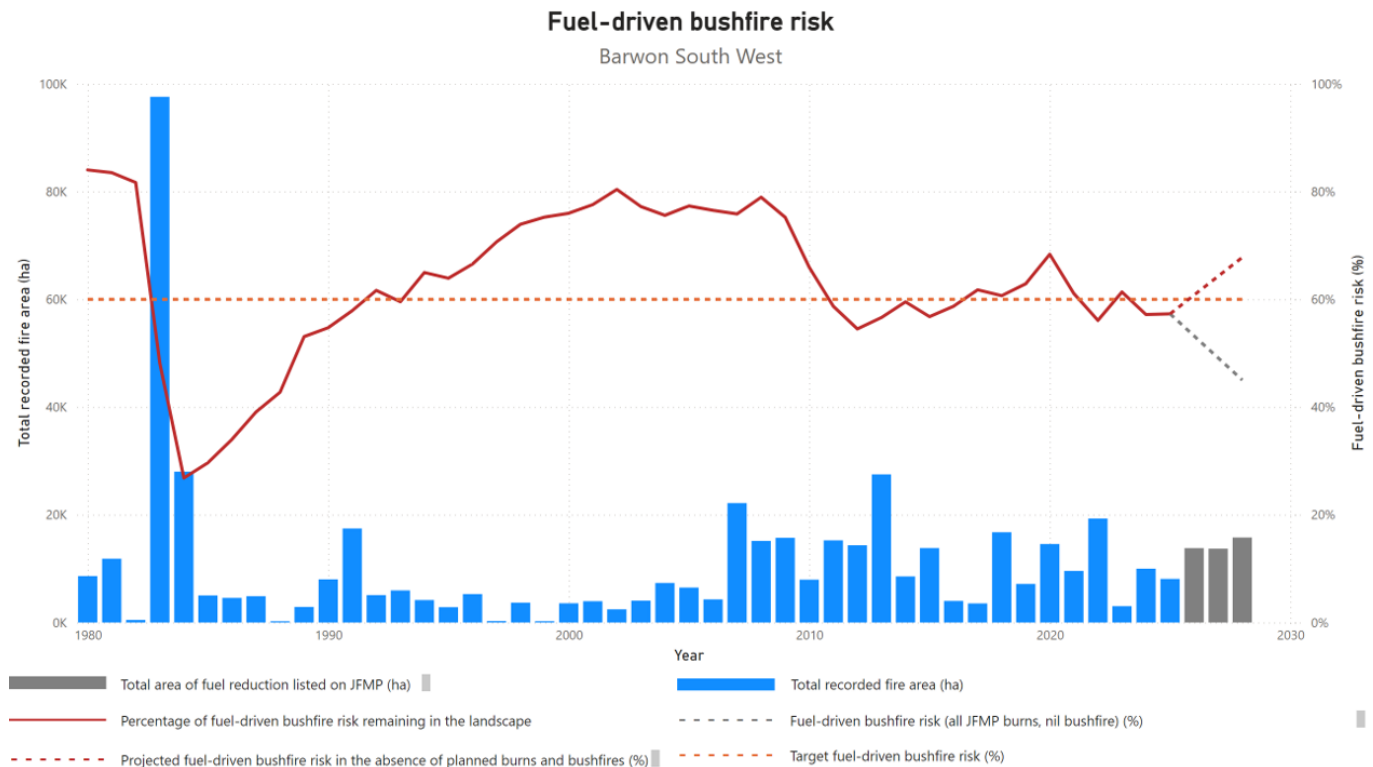 Fuel-driven bushfire risk
Barwon South West
100K
80K
60K
40K
20K
0K
Total recorded fire area (ha)
100%
80%
60%
40%
20%
0%
Fuel-driven bushfire risk (%)
1980
1990
2000
2010
2020
2030
Year
Total area of fuel reduction listed on JFMP (ha)
Total recorded fire area (ha)
Percentage of fuel-driven bushfire risk remaining in the landscape
Fuel-driven bushfire risk (all JFMP burns, nil bushfire) (%)
Projected fuel-driven bushfire risk in the absence of planned burns and bushfires (%)
Target fuel-driven bushfire risk (%)